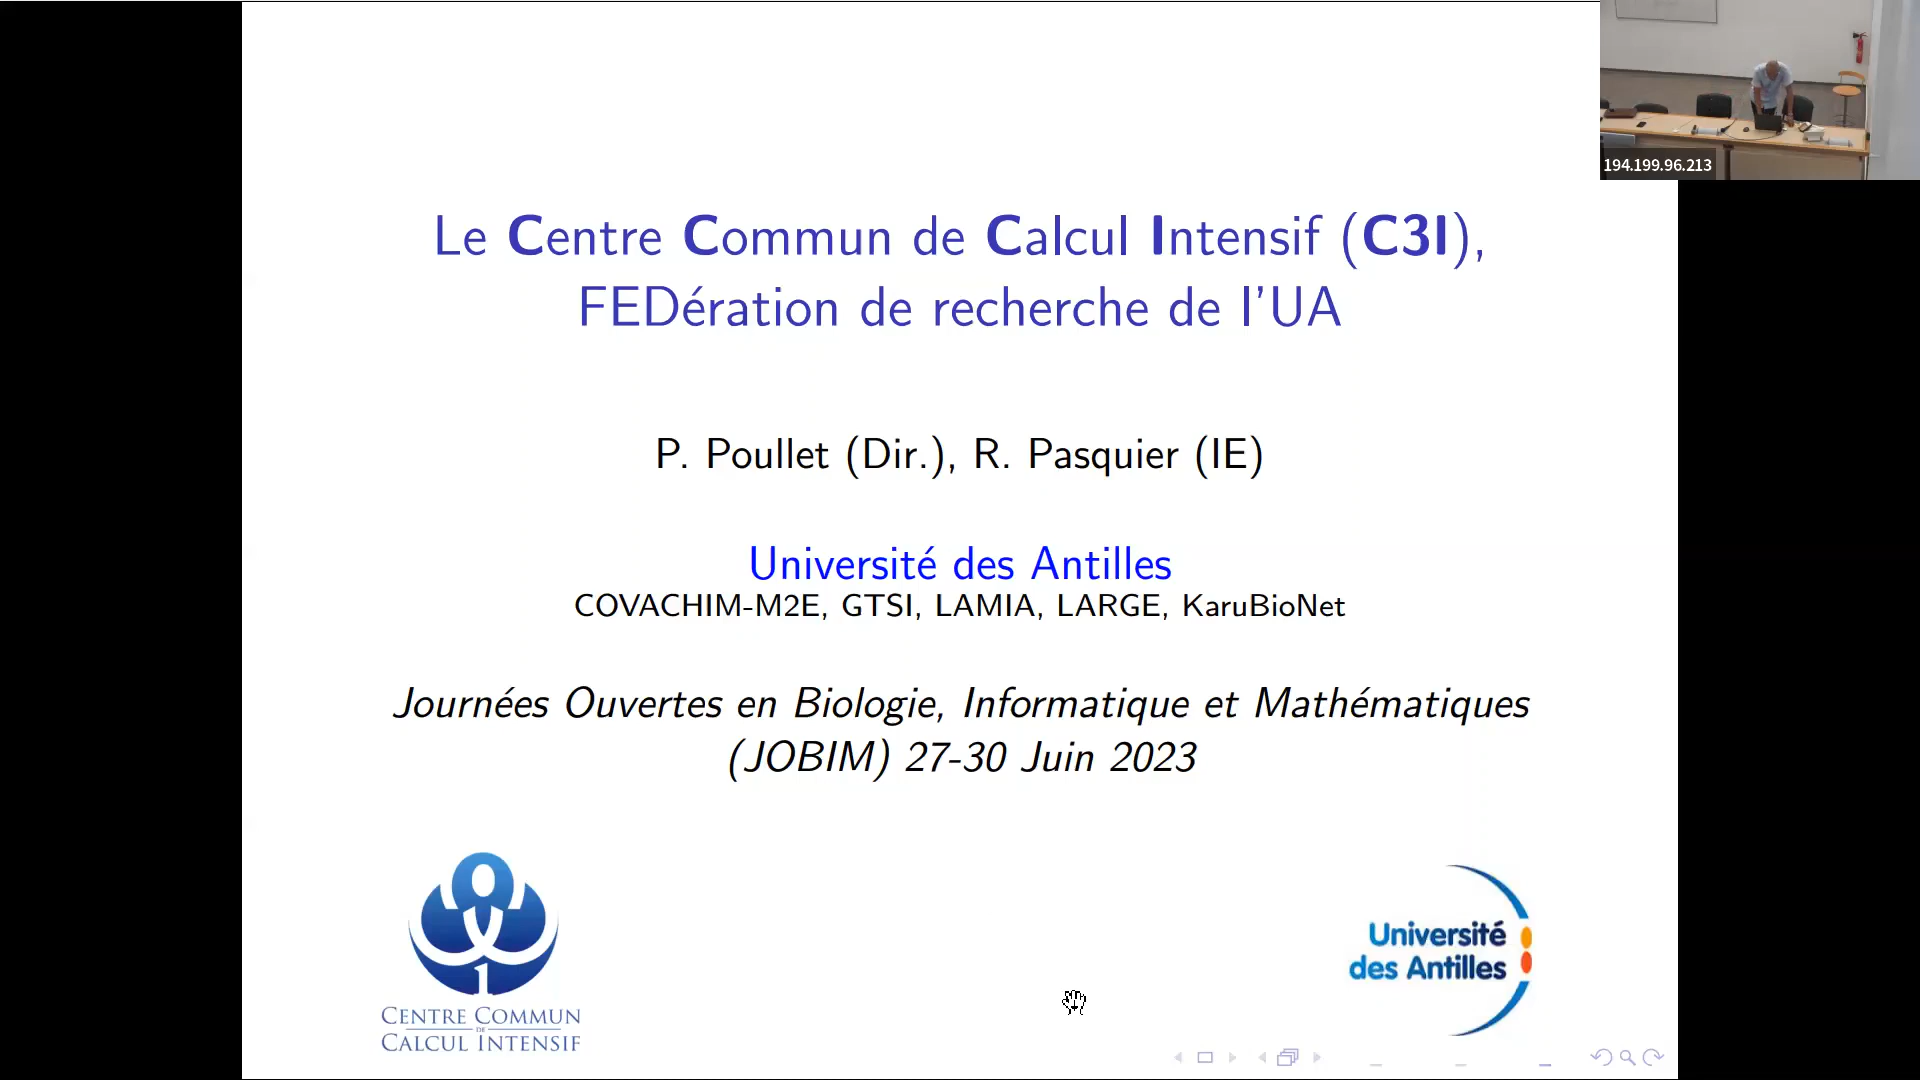 194.199.96.213
Le Centre Commun de Calcul Intensif (C3I),
FEDération de recherche de l'UA
P. Poullet (Dir.), R. Pasquier (IE)
Université des Antilles
COVACHIM-M2E, GTSI, LAMIA, LARGE, KaruBioNet
Journées Ouvertes en Biologie, Informatique et Mathématiques
(JOBIM) 27-30 Juin 2023
CENTRE COMMUN
DE
CALCUL INTENSIF
Université
des Antilles